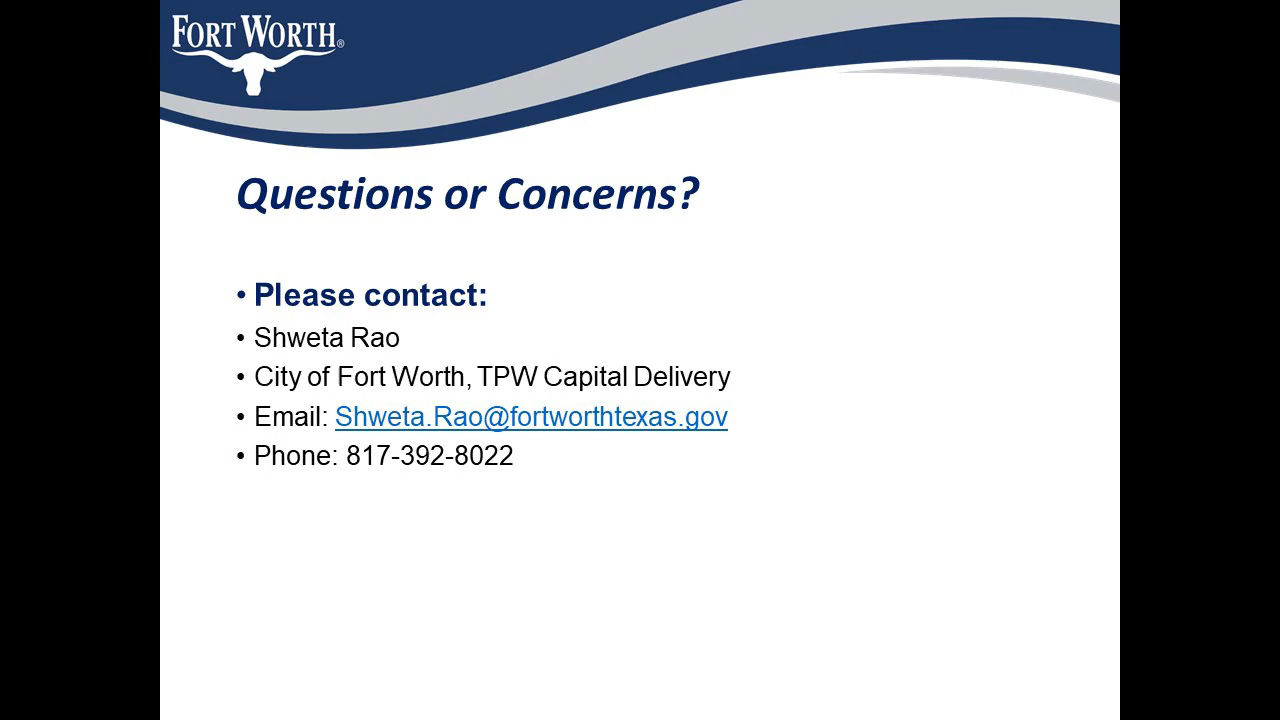 FORT WORTH®
Questions or Concerns?
• Please contact:
• Shweta Rao
• City of Fort Worth, TPW Capital Delivery
• Email: Shweta.Rao@fortworthtexas.gov
• Phone: 817-392-8022